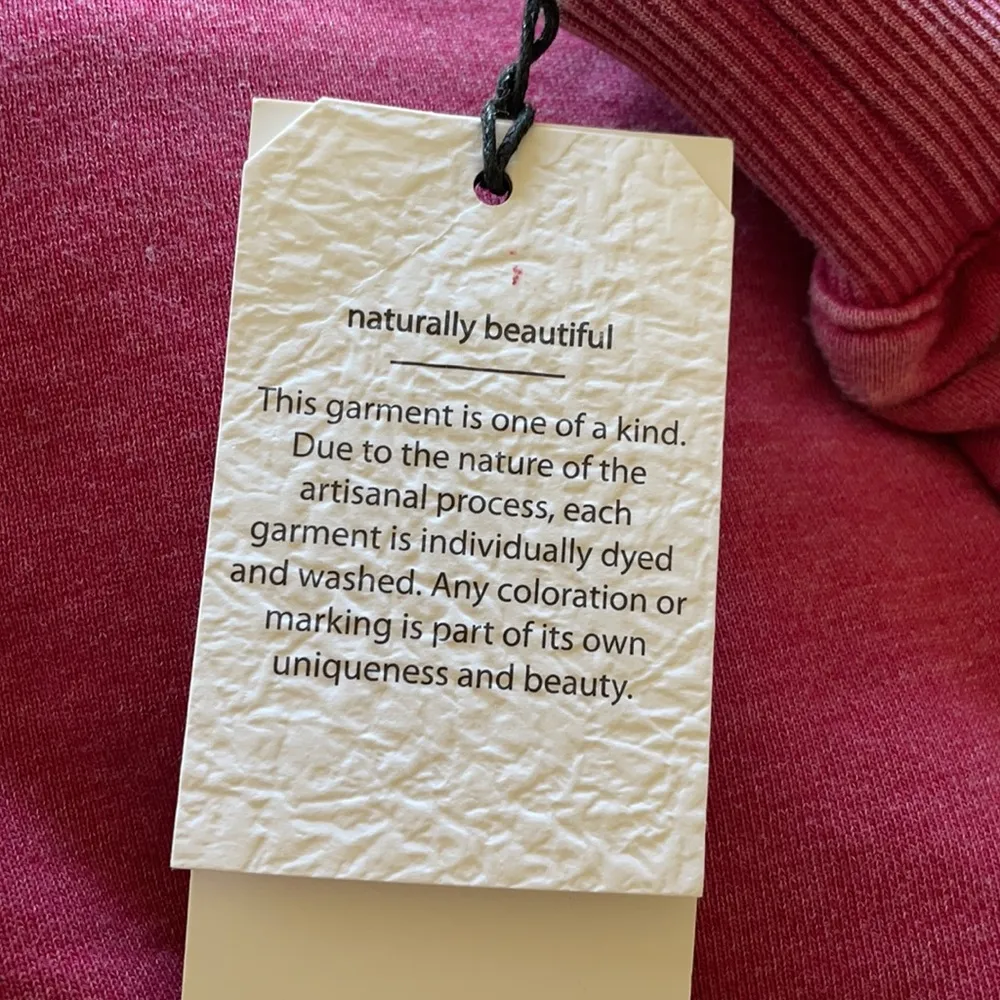 naturally beautiful
This garment is one of a kind.
Due to the nature of the
artisanal process, each
garment is individually dyed
and washed. Any coloration or
marking is part of its own
uniqueness and beauty.